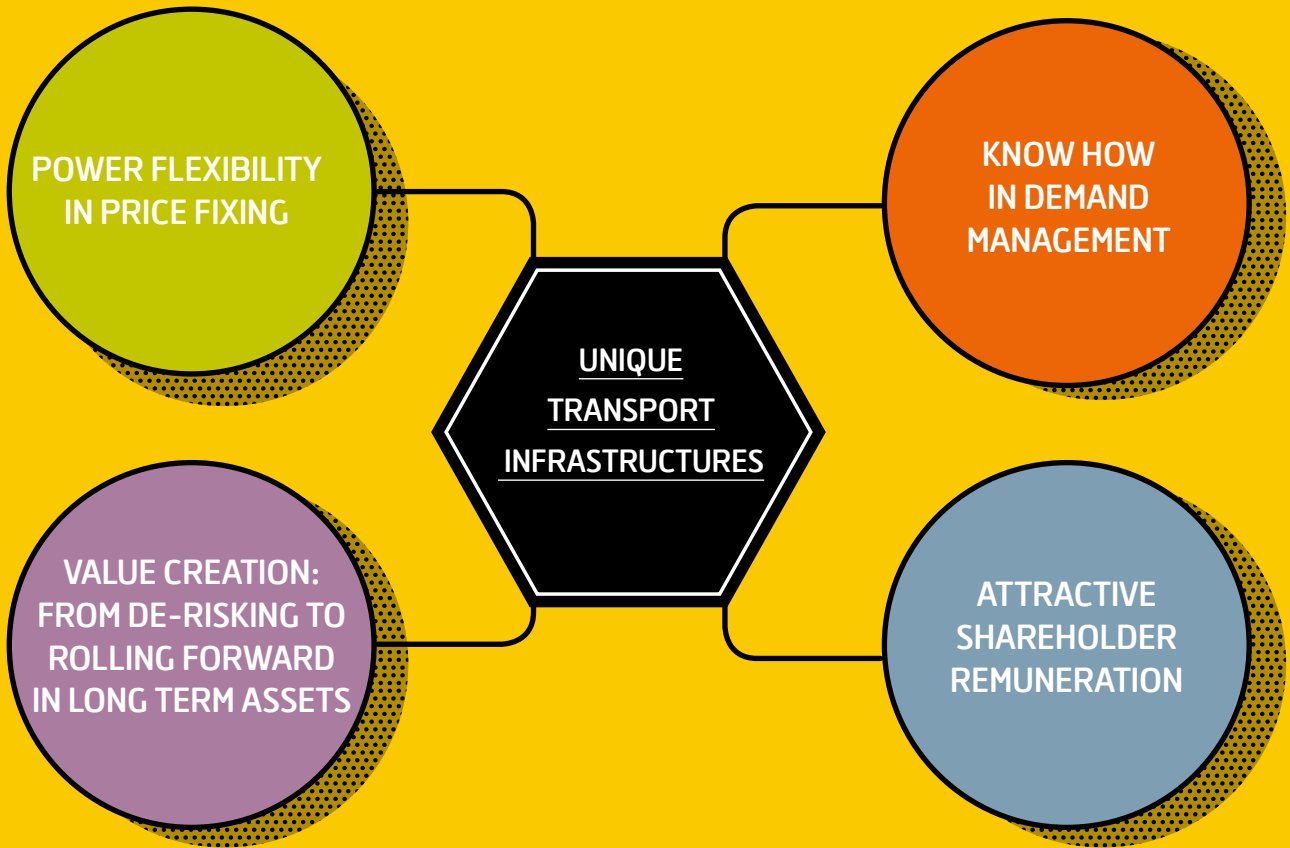 POWER FLEXIBILITY
IN PRICE FIXING
KNOW HOW
IN DEMAND
MANAGEMENT
UNIQUE
TRANSPORT
INFRASTRUCTURES
VALUE CREATION:
FROM DE-RISKING TO
ROLLING FORWARD
IN LONG TERM ASSETS
ATTRACTIVE
SHAREHOLDER
REMUNERATION